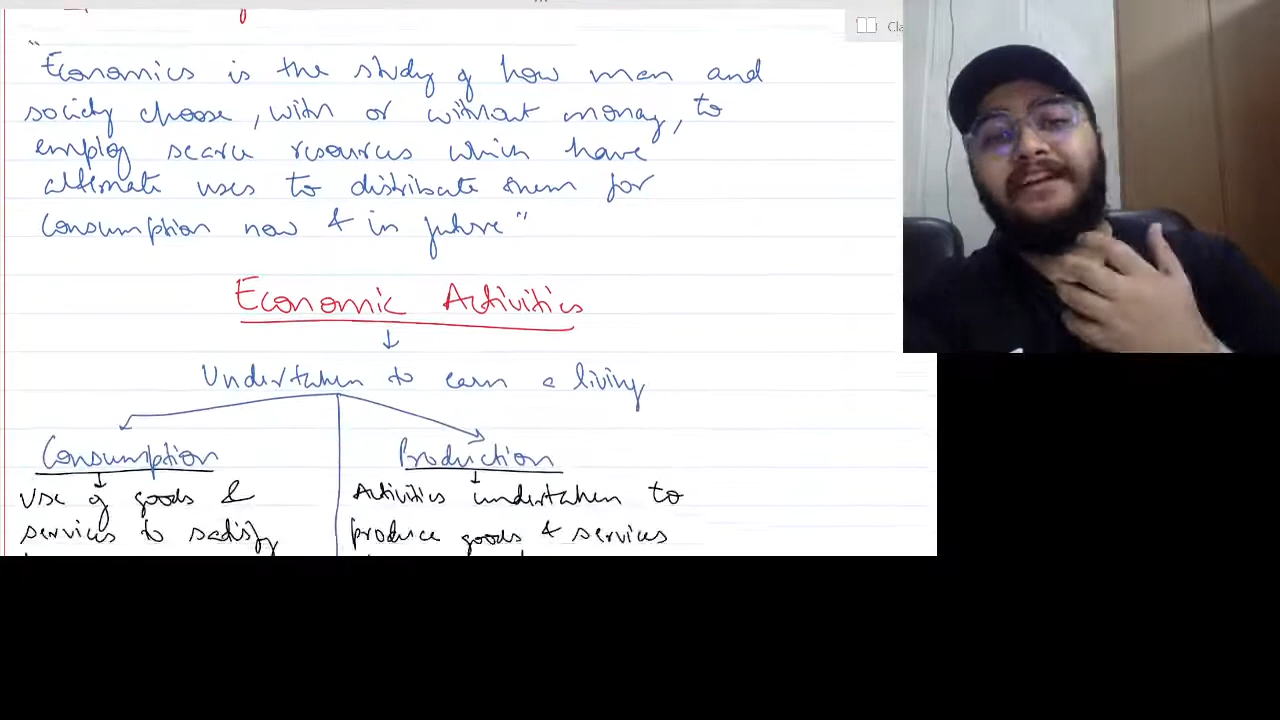 "Economics is the study of how man and
society choose, with or without money, to
employ scarce resources which have
alternate uses to distribute them for
consumption now & in future"
Economic Activities
Undertaken to earn a living
Consumption
Production
Use of goods &
services to satisfy
Activities undertaken to
produce goods & services